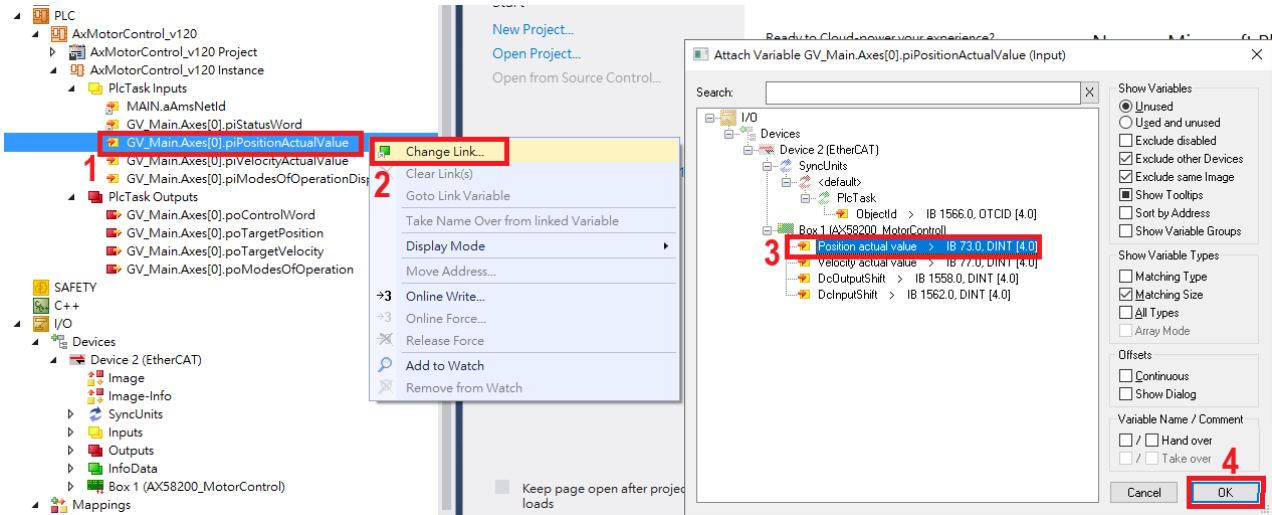 PLC
AxMotorControl_v120
AxMotorControl_v120 Project
AxMotorControl_v120 Instance
PlcTask Inputs
MAIN.aAmsNetId
GV_Main.Axes[0].piStatusWord
GV_Main.Axes[0].piPositionActualValue
1
GV_Main.Axes[0].piVelocityActualValue
GV_Main.Axes[0].piModesOfOperationDisp
PlcTask Outputs
GV_Main.Axes[0].poControlWord
GV_Main.Axes[0].poTargetPosition
GV_Main.Axes[0].poTargetVelocity
GV_Main.Axes[0].poModesOfOperation
SAFETY
C++
I/O
Devices
Device 2 (EtherCAT)
Image
Image-Info
SyncUnits
Inputs
Outputs
InfoData
Box 1 (AX58200_MotorControl)
Mappings
New Project...
Open Project...
Open from Source Control...
Change Link...
2
Clear Link(s)
Goto Link Variable
Take Name Over from linked Variable
Display Mode
Move Address...
Online Write...
Online Force...
Release Force
Add to Watch
Remove from Watch
Keep page open after projec
loads
Ready to Cloud-power your experience?
Attach Variable GV_Main.Axes[0].piPositionActualValue (Input)
Search:
I/O
Devices
Device 2 (EtherCAT)
SyncUnits
<default>
PlcTask
ObjectId > IB 1566.0, OTCID [4.0]
Box 1 (AX58200_MotorControl)
3
Position actual value > IB 73.0, DINT [4.0]
Velocity actual value > IB 77.0, DINT [4.0]
DcOutputShift > IB 1558.0, DINT [4.0]
DcInputShift > IB 1562.0, DINT [4.0]
Show Variables
Unused
Used and unused
Exclude disabled
Exclude other Devices
Exclude same Image
Show Tooltips
Sort by Address
Show Variable Groups
Show Variable Types
Matching Type
Matching Size
All Types
Array Mode
Offsets
Continuous
Show Dialog
Variable Name / Comment
/ Hand over
/ Take over
4
Cancel
OK